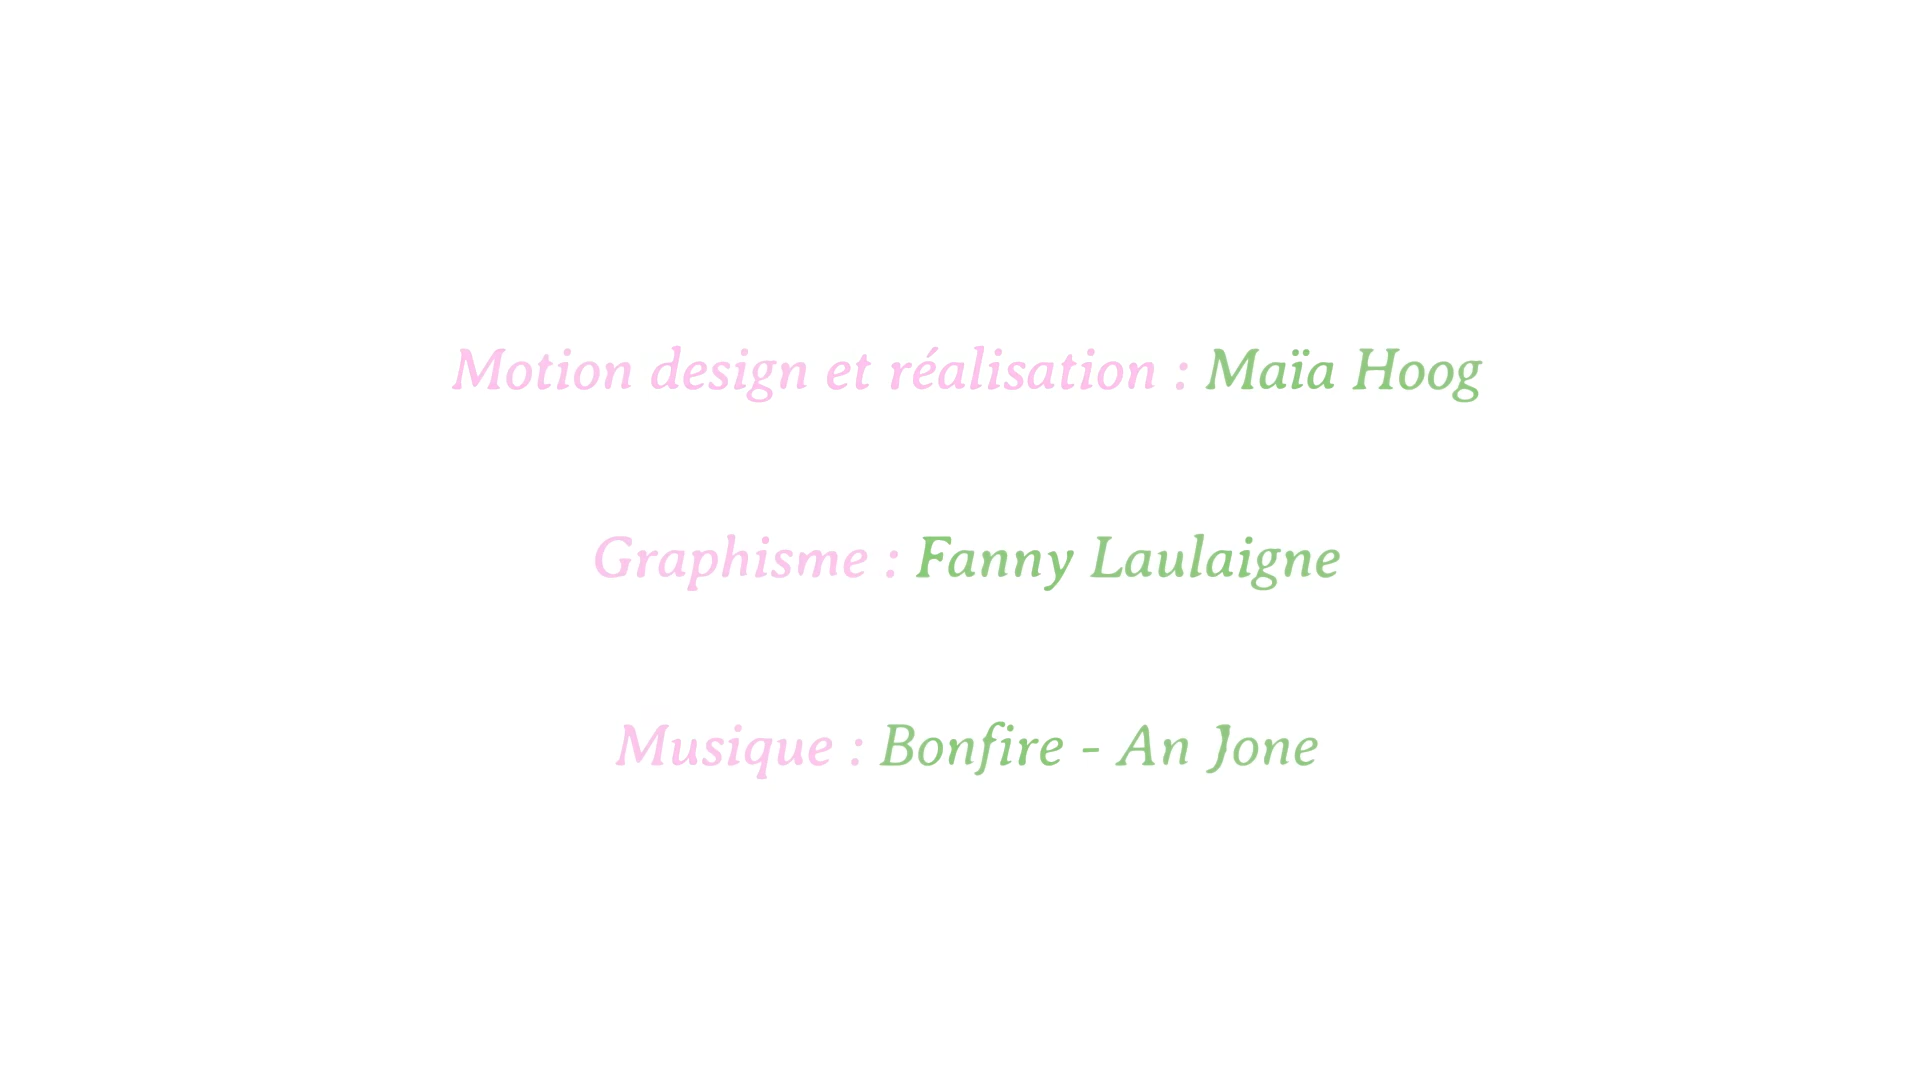 Motion design et réalisation : Maïa Hoog
Graphisme : Fanny Laulaigne
Musique : Bonfire - An Jone